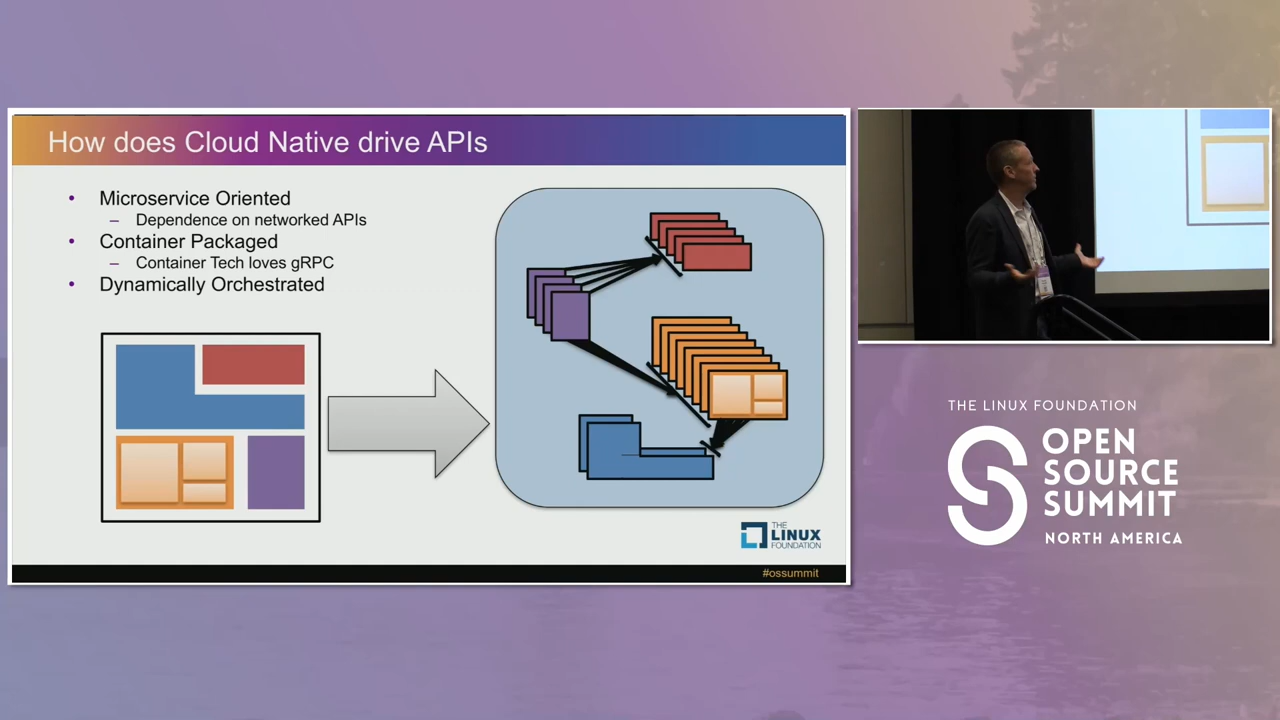 How does Cloud Native drive APIs
• Microservice Oriented
– Dependence on networked APIs
• Container Packaged
– Container Tech loves gRPC
• Dynamically Orchestrated
THE
LINUX
FOUNDATION
#ossummit
THE LINUX FOUNDATION
OPEN
SOURCE
SUMMIT
NORTH AMERICA